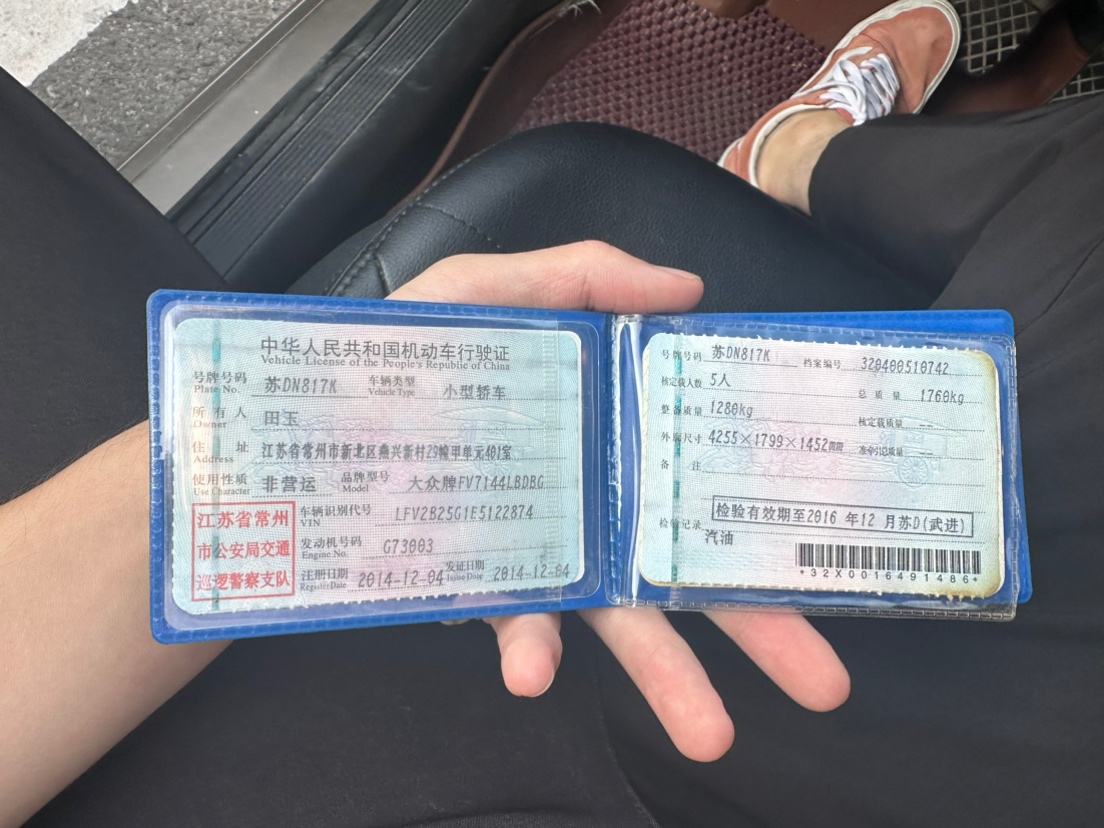 中华人民共和国机动车行驶证
Vehicle License of the People's Republic of China
号牌号码 苏DN817K 车辆类型 小型轿车
Plate No. Vehicle Type
所有人 田玉
Owner
住址 江苏省常州市新北区燕兴新村29幢甲单元401室
Address
使用性质 非营运 品牌型号 大众牌FV7144LBDBG
Use Character Model
江苏省常州
市公安局交通
巡逻警察支队
车辆识别代号 LFV2B25G1E5122874
VIN
发动机号码 G73003
Engine No.
注册日期 2014-12-04 发证日期 2014-12-04
Register Date Issue Date
号牌号码 苏DN817K 档案编号 320400510742
核定载人数 5人 总质量 1760kg
整备质量 1280kg 核定载质量 --
外廓尺寸 4255×1799×1452 准牵引总质量 --
备注
检验有效期至2016 年12 月苏D(武进)
检验记录
汽油
*32X0016491486*